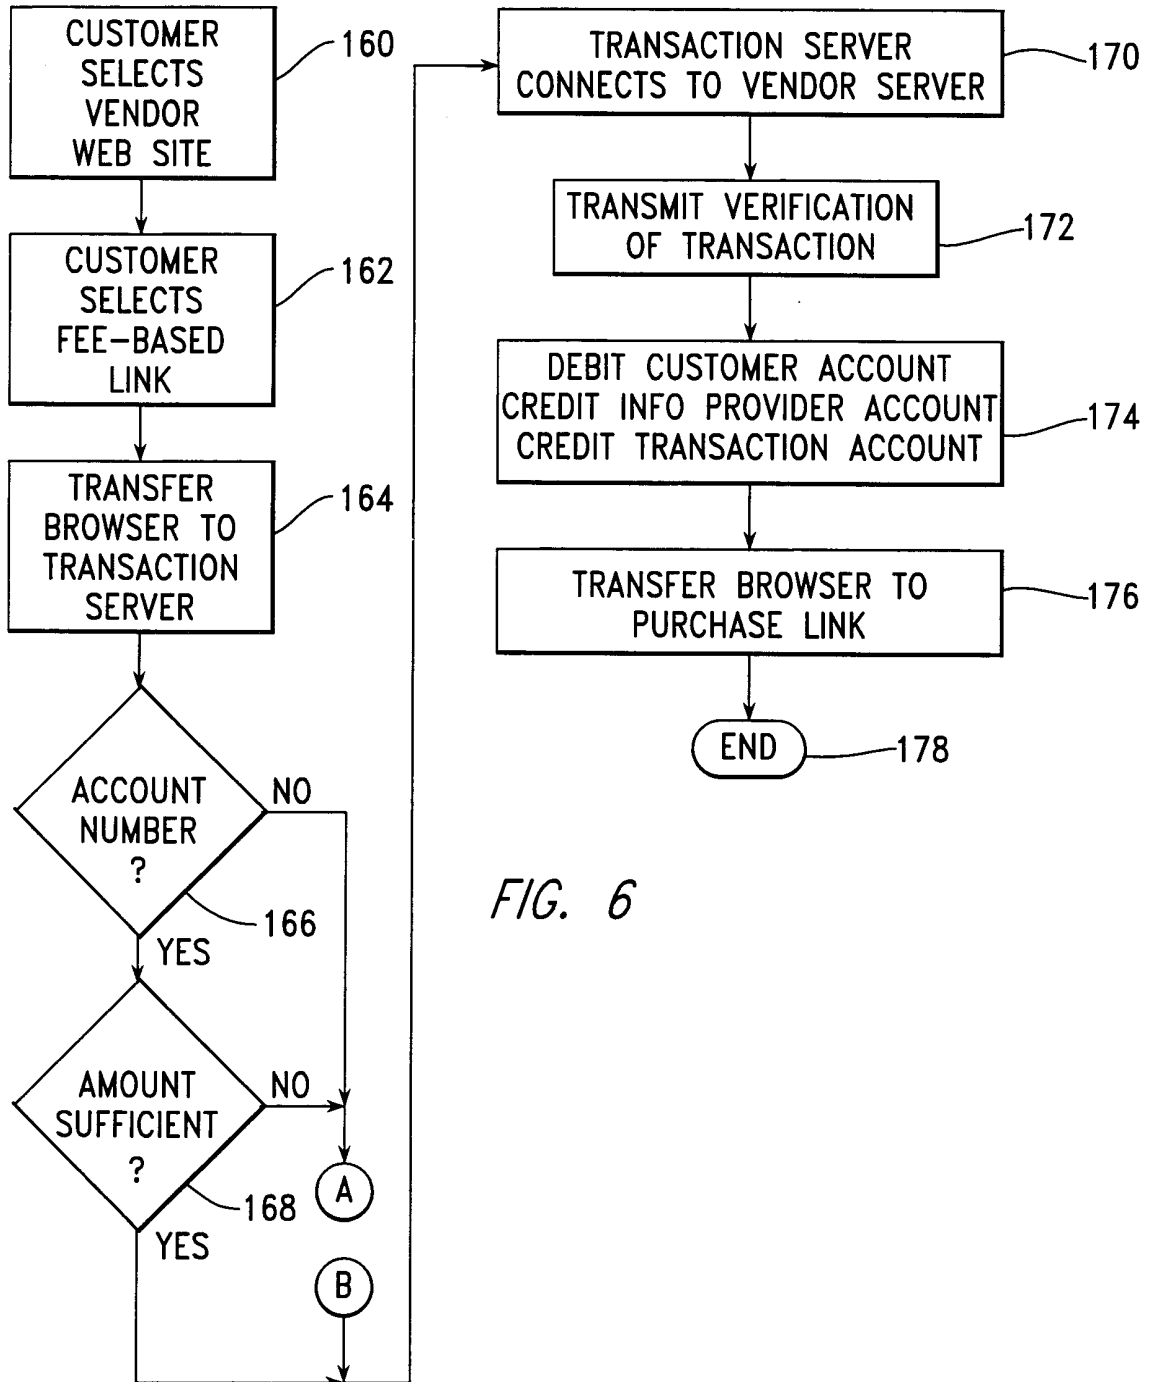 CUSTOMER
SELECTS
VENDOR
WEB SITE
160
CUSTOMER
SELECTS
FEE-BASED
LINK
162
TRANSFER
BROWSER TO
TRANSACTION
SERVER
164
ACCOUNT
NUMBER
?
NO
166
YES
AMOUNT
SUFFICIENT
?
NO
168
YES
A
B
TRANSACTION SERVER
CONNECTS TO VENDOR SERVER
170
TRANSMIT VERIFICATION
OF TRANSACTION
172
DEBIT CUSTOMER ACCOUNT
CREDIT INFO PROVIDER ACCOUNT
CREDIT TRANSACTION ACCOUNT
174
TRANSFER BROWSER TO
PURCHASE LINK
176
END
178
FIG. 6